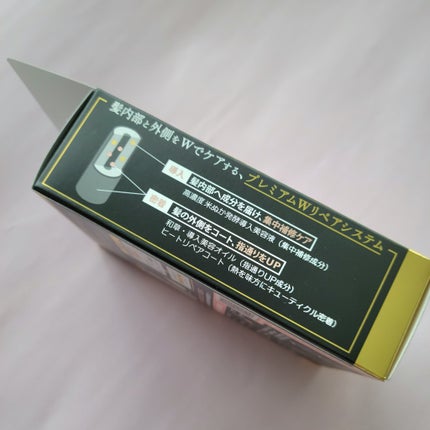 髪内部と外側をWでケアする、プレミアムWリペアシステム
導入 髪内部へ成分を届け、集中補修ケア
高濃度 米ぬか発酵導入美容液（集中補修成分）
密着 髪の外側をコート、指通りをUP
和草・導入美容オイル（指通りUP成分）
ヒートリペアコート（熱を味方にキューティクル密着）